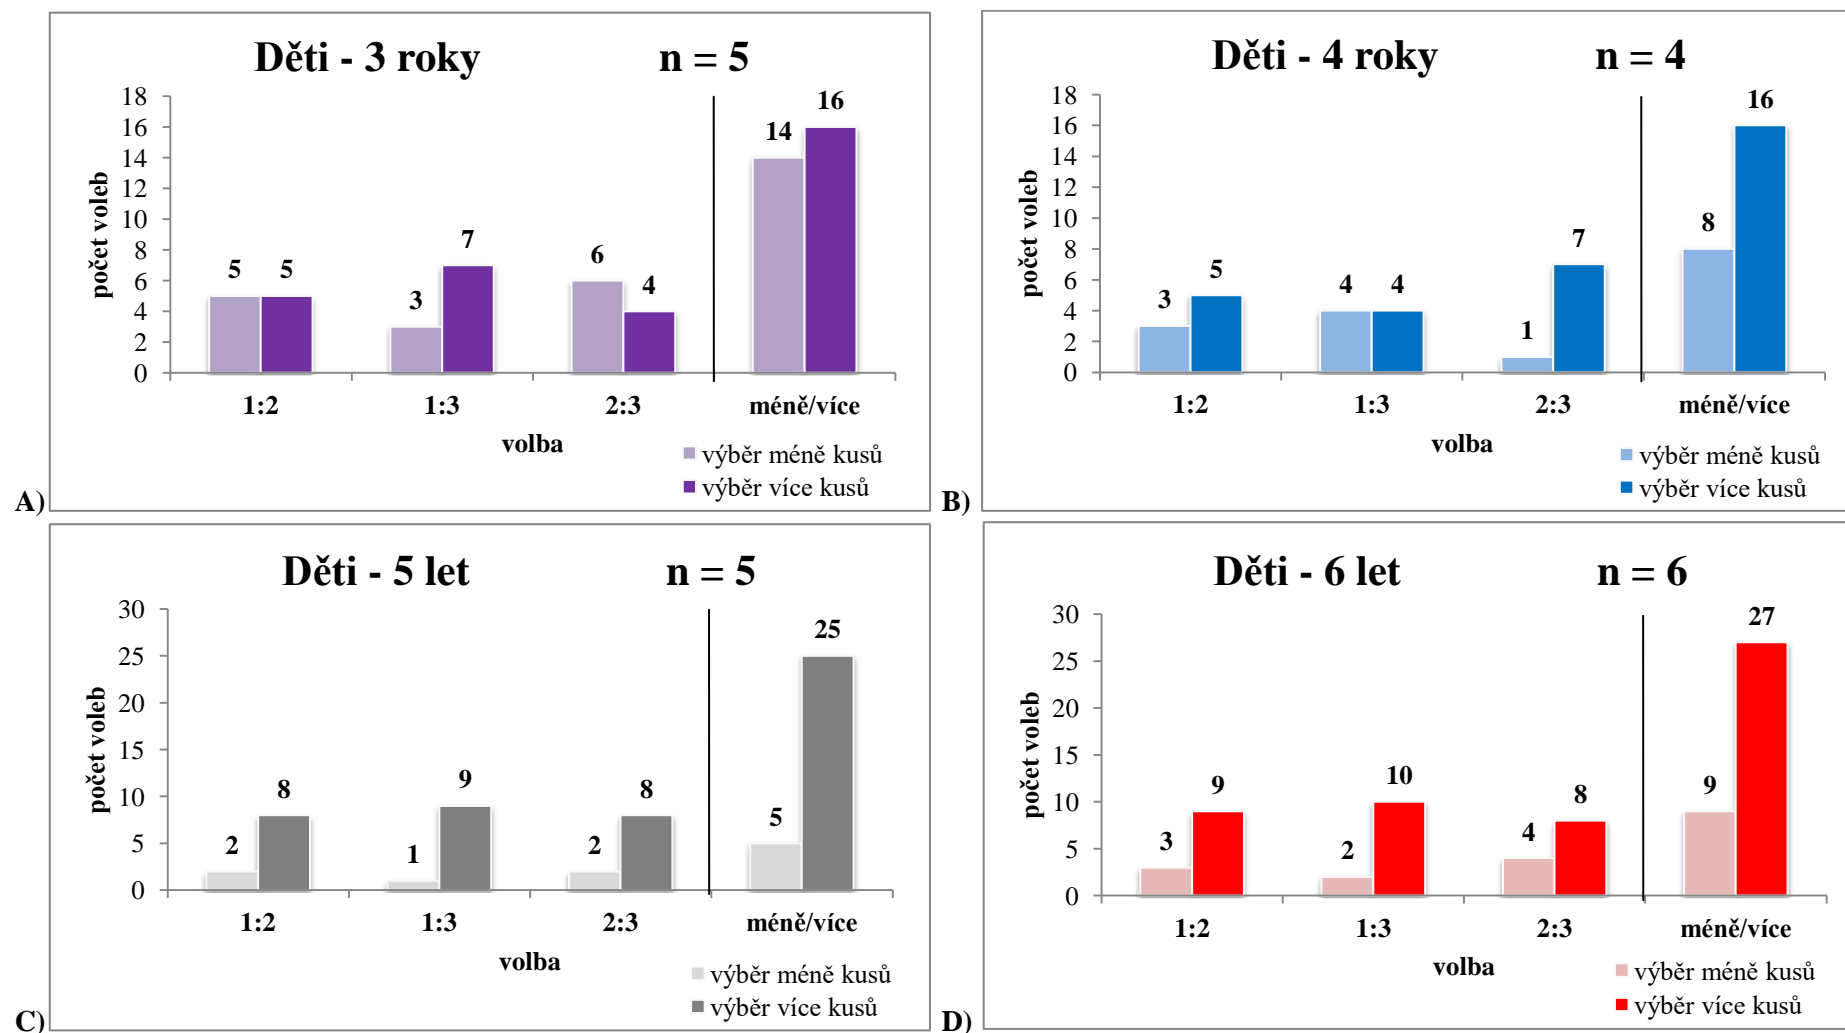 Děti - 3 roky n = 5
18
16
14
12
10
8
6
4
2
0
počet voleb
5 5 3 7 6 4 14 16
1:2 1:3 2:3 méně/více
volba
výběr méně kusů
výběr více kusů
A)
Děti - 4 roky n = 4
18
16
14
12
10
8
6
4
2
0
počet voleb
3 5 4 4 1 7 8 16
1:2 1:3 2:3 méně/více
volba
výběr méně kusů
výběr více kusů
B)
Děti - 5 let n = 5
30
25
20
15
10
5
0
počet voleb
2 8 1 9 2 8 5 25
1:2 1:3 2:3 méně/více
volba
výběr méně kusů
výběr více kusů
C)
Děti - 6 let n = 6
30
25
20
15
10
5
0
počet voleb
3 9 2 10 4 8 9 27
1:2 1:3 2:3 méně/více
volba
výběr méně kusů
výběr více kusů
D)